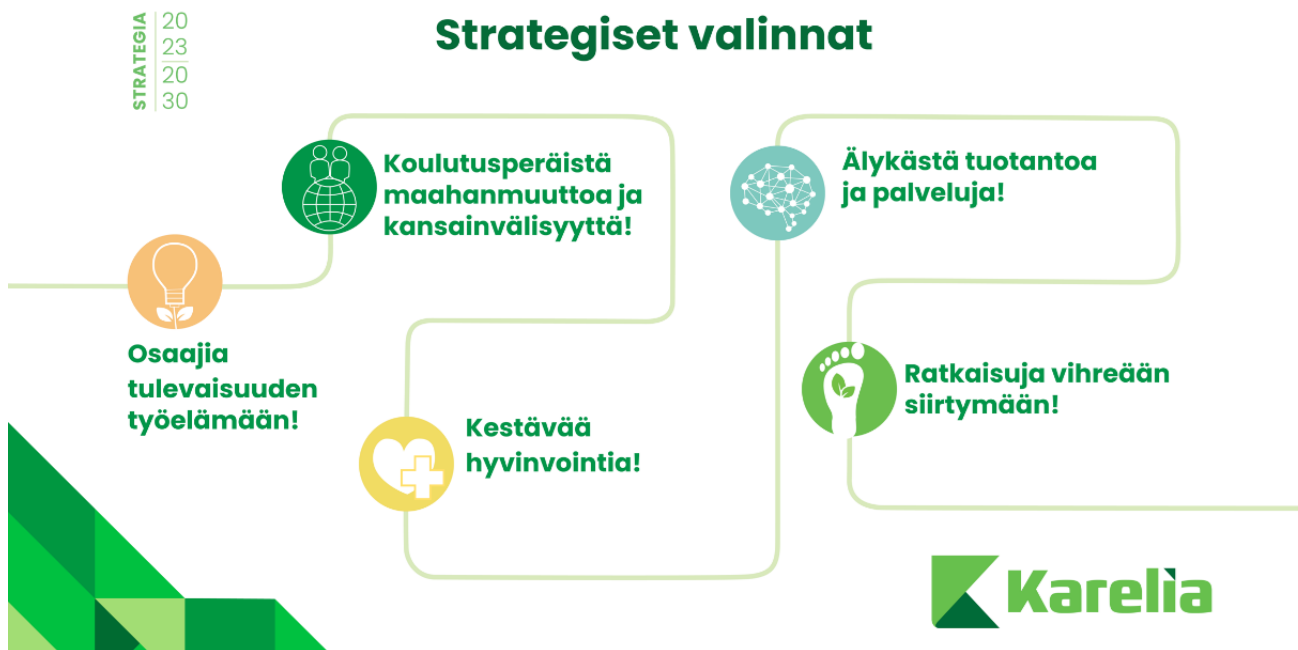 STRATEGIA
20
23
20
30
Strategiset valinnat
Osaajia
tulevaisuuden
työelämään!
Koulutusperäistä
maahanmuuttoa ja
kansainvälisyyttä!
Kestävää
hyvinvointia!
Älykästä tuotantoa
ja palveluja!
Ratkaisuja vihreään
siirtymään!
Karelia